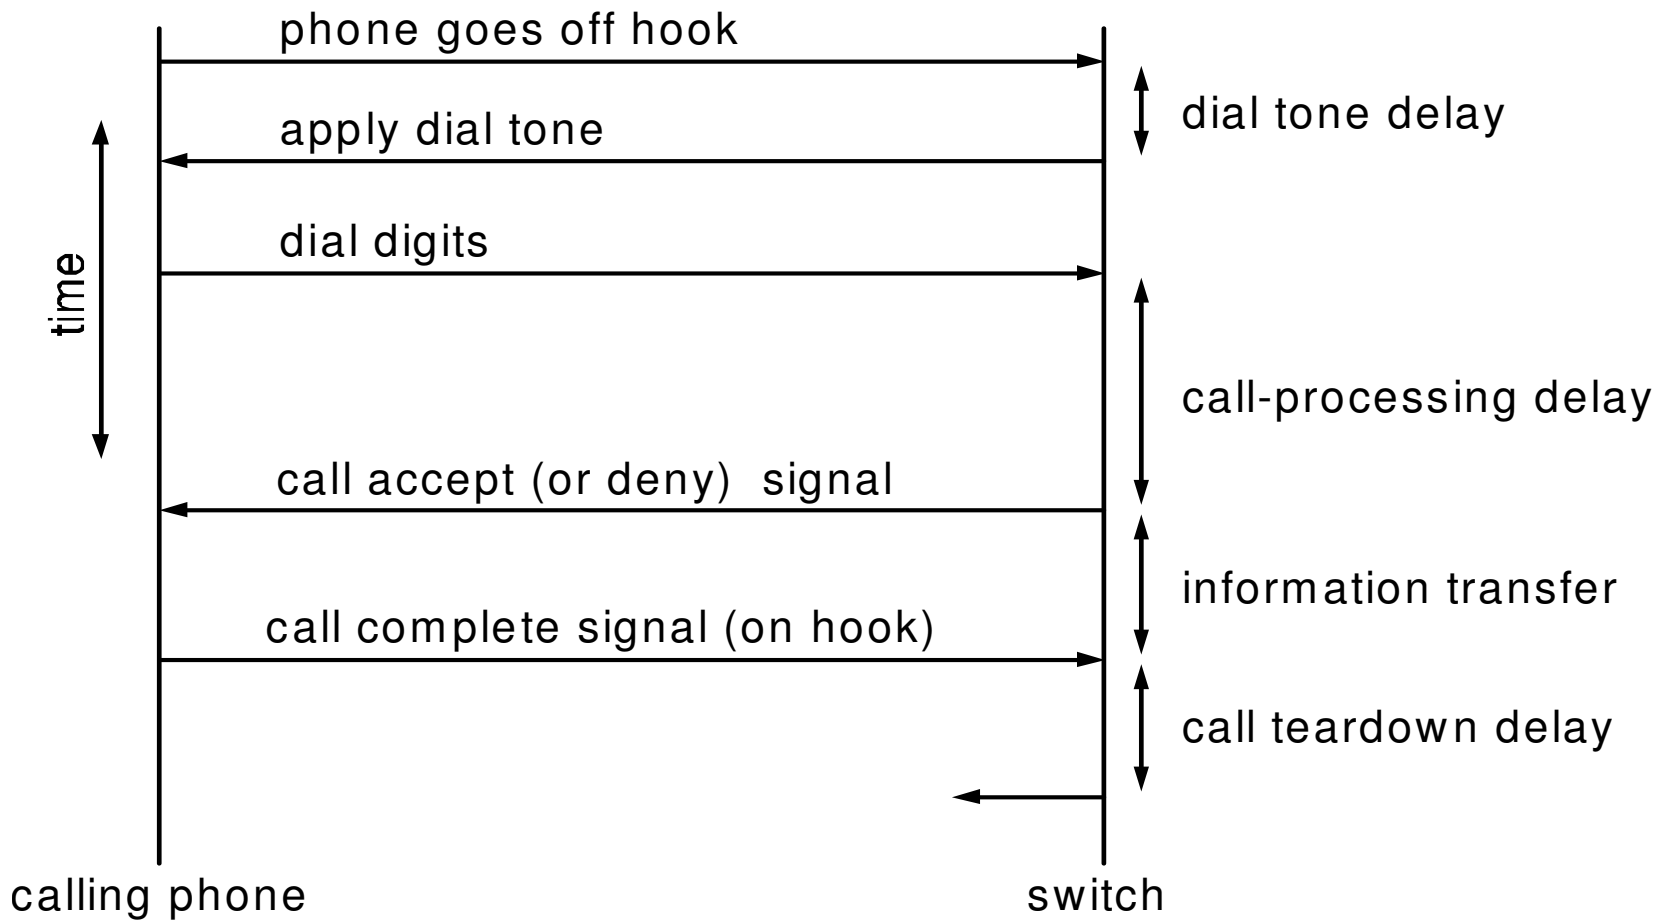 phone goes off hook
dial tone delay
apply dial tone
dial digits
time
call-processing delay
call accept (or deny) signal
information transfer
call complete signal (on hook)
call teardown delay
calling phone
switch